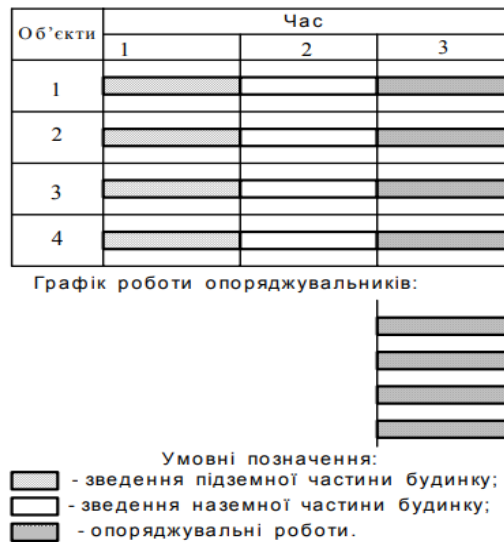 Об’єкти
Час
1 2 3
1
2
3
4
Графік роботи опоряджувальників:
Умовні позначення:
- зведення підземної частини будинку;
- зведення наземної частини будинку;
- опоряджувальні роботи.